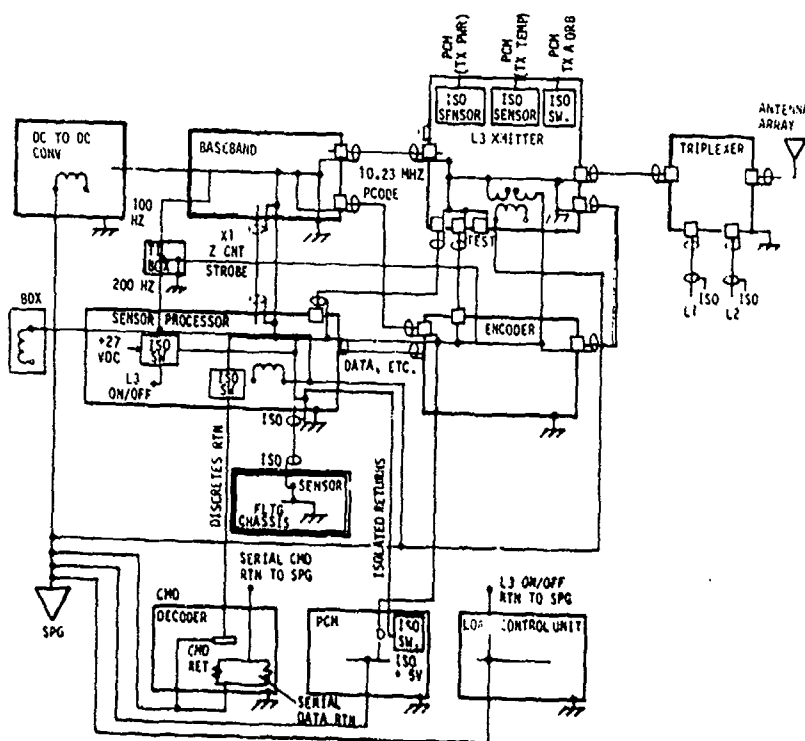 PCM
(TX PWR)
PCM
(TX TEMP)
PCM
TX A ORB
ISO
SENSOR
ISO
SENSOR
ISO
SW.
L3 XMITTER
ANTENNA
ARRAY
DC TO DC
CONV
BASEBAND
TRIPLEXER
10.23 MHZ
PCODE
100
HZ
X1
Z CNT
STROBE
TEST
BOX
200 HZ
L1
ISO
L2
ISO
BOX
SENSOR PROCESSOR
ENCODER
+27
VDC
ISO
SW
L3
ON/OFF
ISO
SW
DATA, ETC.
ISO
ISO
DISCRETES RTN
SENSOR
FLTG
CHASSIS
ISOLATED RETURNS
SERIAL CMD
RTN TO SPG
L3 ON/OFF
RTN TO SPG
SPG
CMD
DECODER
CMD
RET
SERIAL
DATA RTN
PCM
ISO
SW.
ISO
+ 5V
LOAD CONTROL UNIT